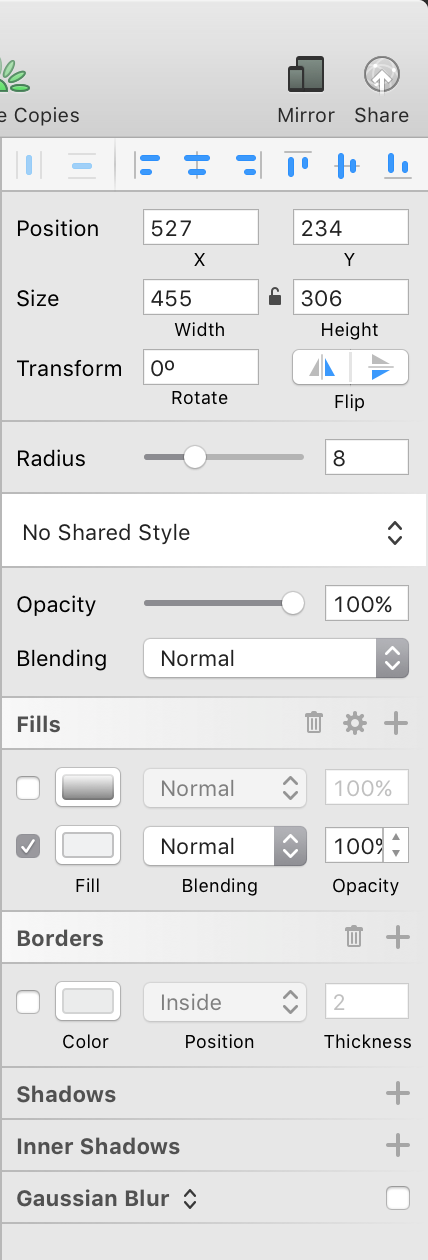 e Copies Mirror Share
Position 527 234
X Y
Size 455 306
Width Height
Transform 0º
Rotate Flip
Radius 8
No Shared Style
Opacity 100%
Blending Normal
Fills
Normal 100%
Normal 100%
Fill Blending Opacity
Borders
Inside 2
Color Position Thickness
Shadows
Inner Shadows
Gaussian Blur